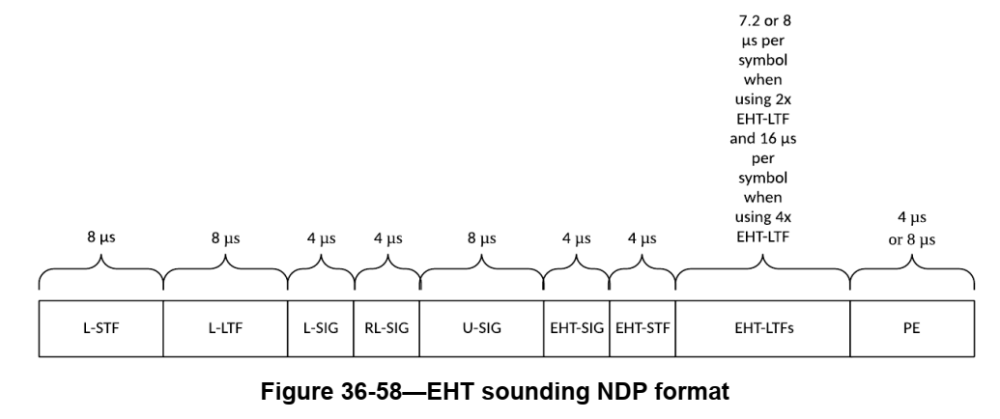 7.2 or 8
µs per
symbol
when
using 2x
EHT-LTF
and 16 µs
per
symbol
when
using 4x
EHT-LTF
8 µs
8 µs
4 µs
4 µs
8 µs
4 µs
4 µs
4 µs
or 8 µs
L-STF
L-LTF
L-SIG
RL-SIG
U-SIG
EHT-SIG
EHT-STF
EHT-LTFs
PE
Figure 36-58—EHT sounding NDP format